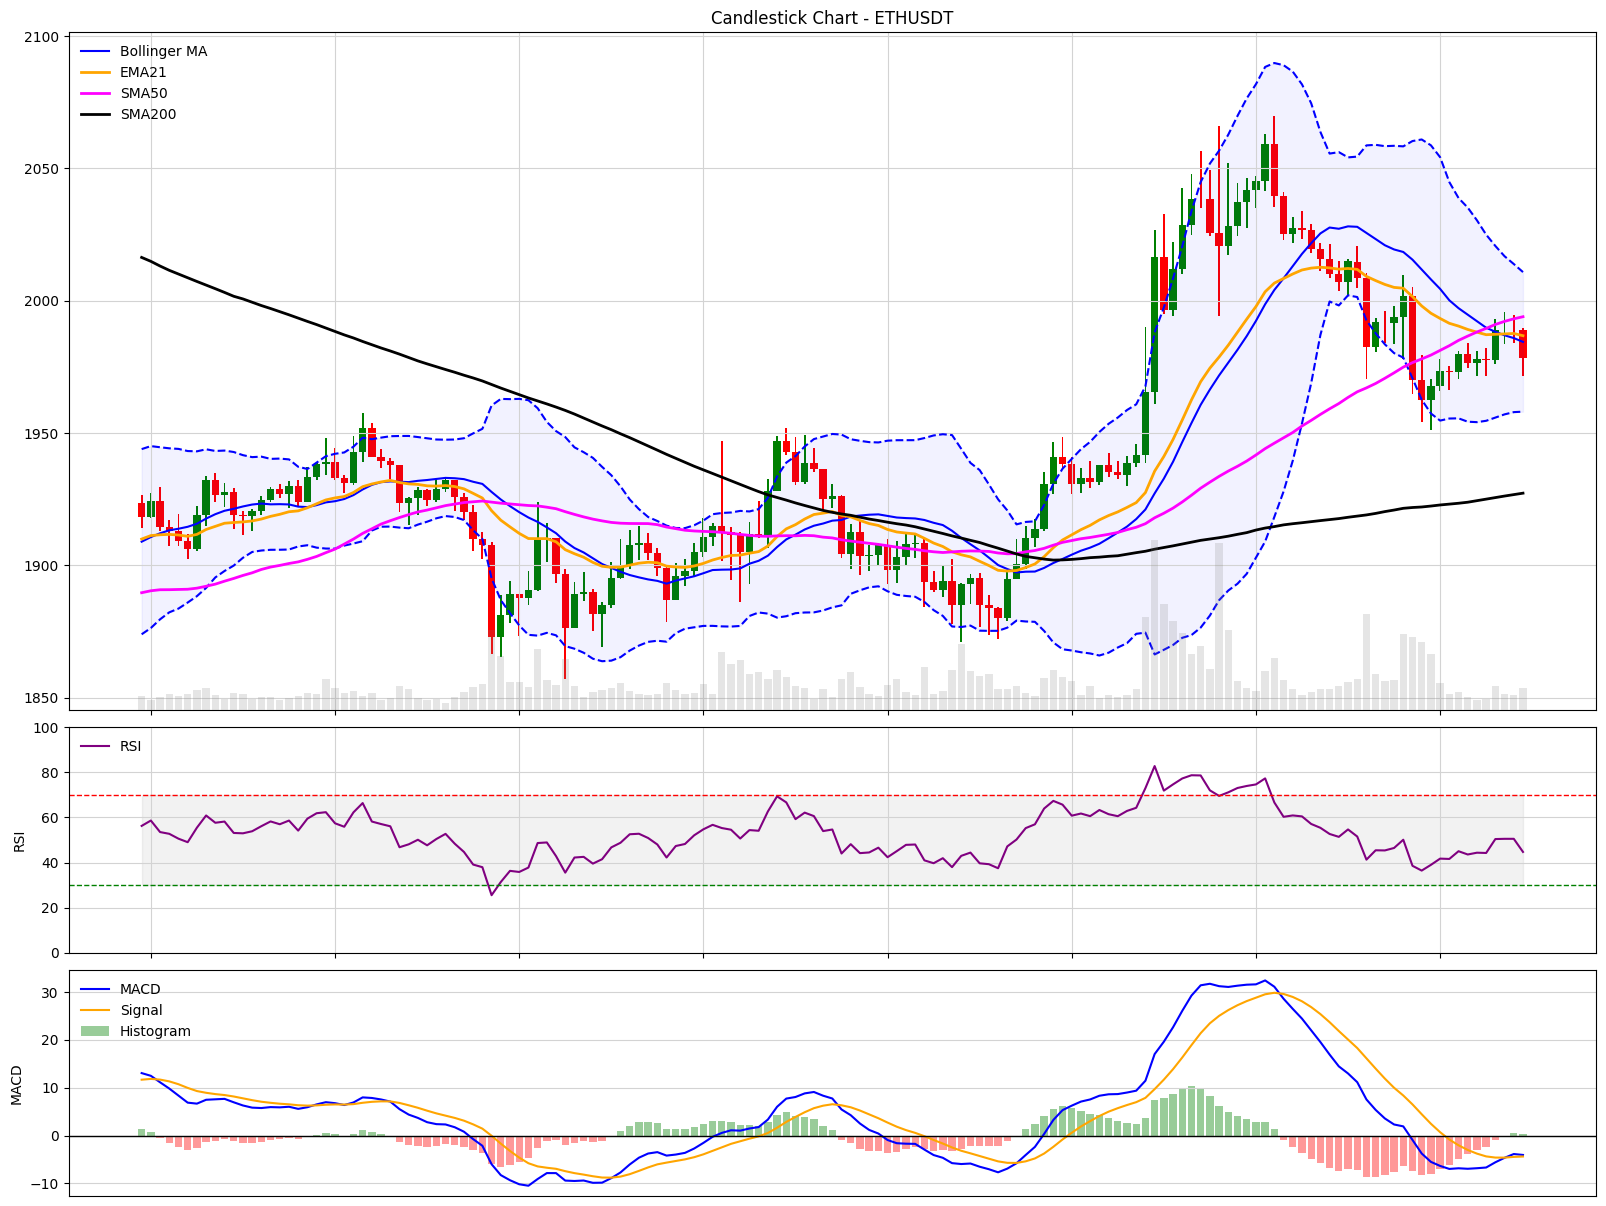 Candlestick Chart - ETHUSDT
2100
2050
2000
1950
1900
1850
Bollinger MA
EMA21
SMA50
SMA200
100
80
60
40
20
0
RSI
RSI
30
20
10
0
−10
MACD
MACD
Signal
Histogram